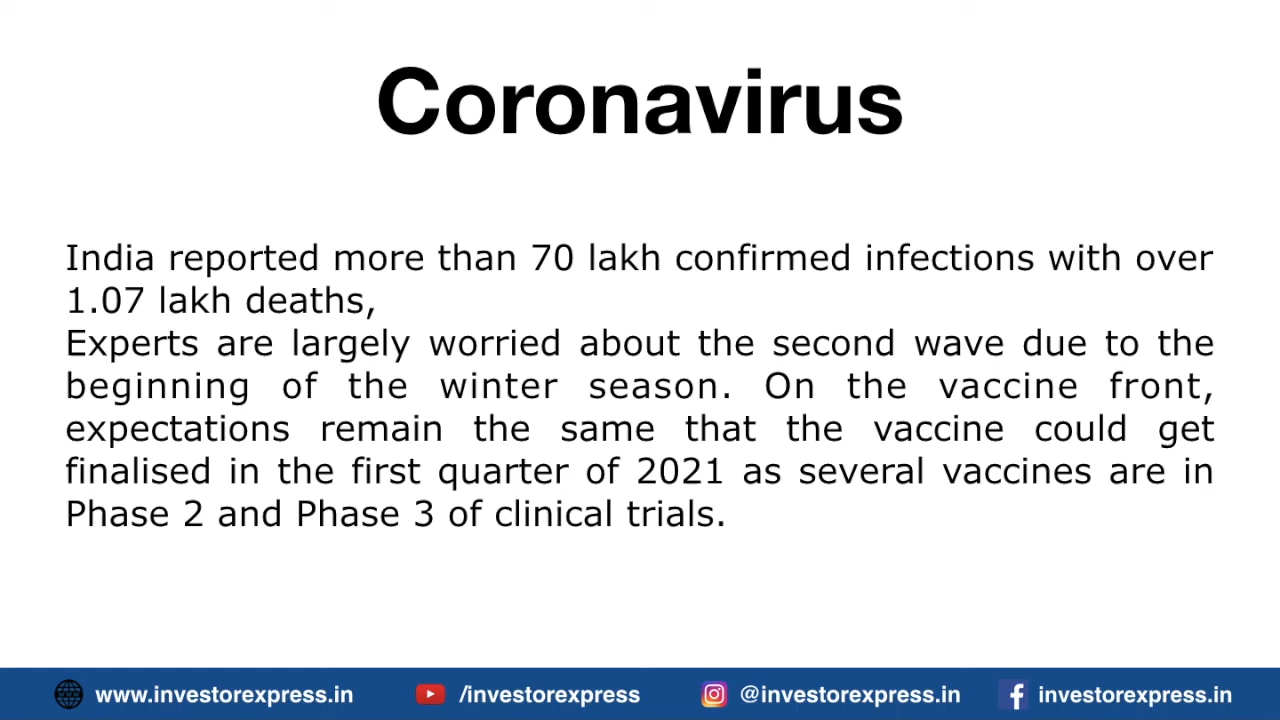 Coronavirus
India reported more than 70 lakh confirmed infections with over
1.07 lakh deaths,
Experts are largely worried about the second wave due to the
beginning of the winter season. On the vaccine front,
expectations remain the same that the vaccine could get
finalised in the first quarter of 2021 as several vaccines are in
Phase 2 and Phase 3 of clinical trials.
www.investorexpress.in /investorexpress @investorexpress.in investorexpress.in